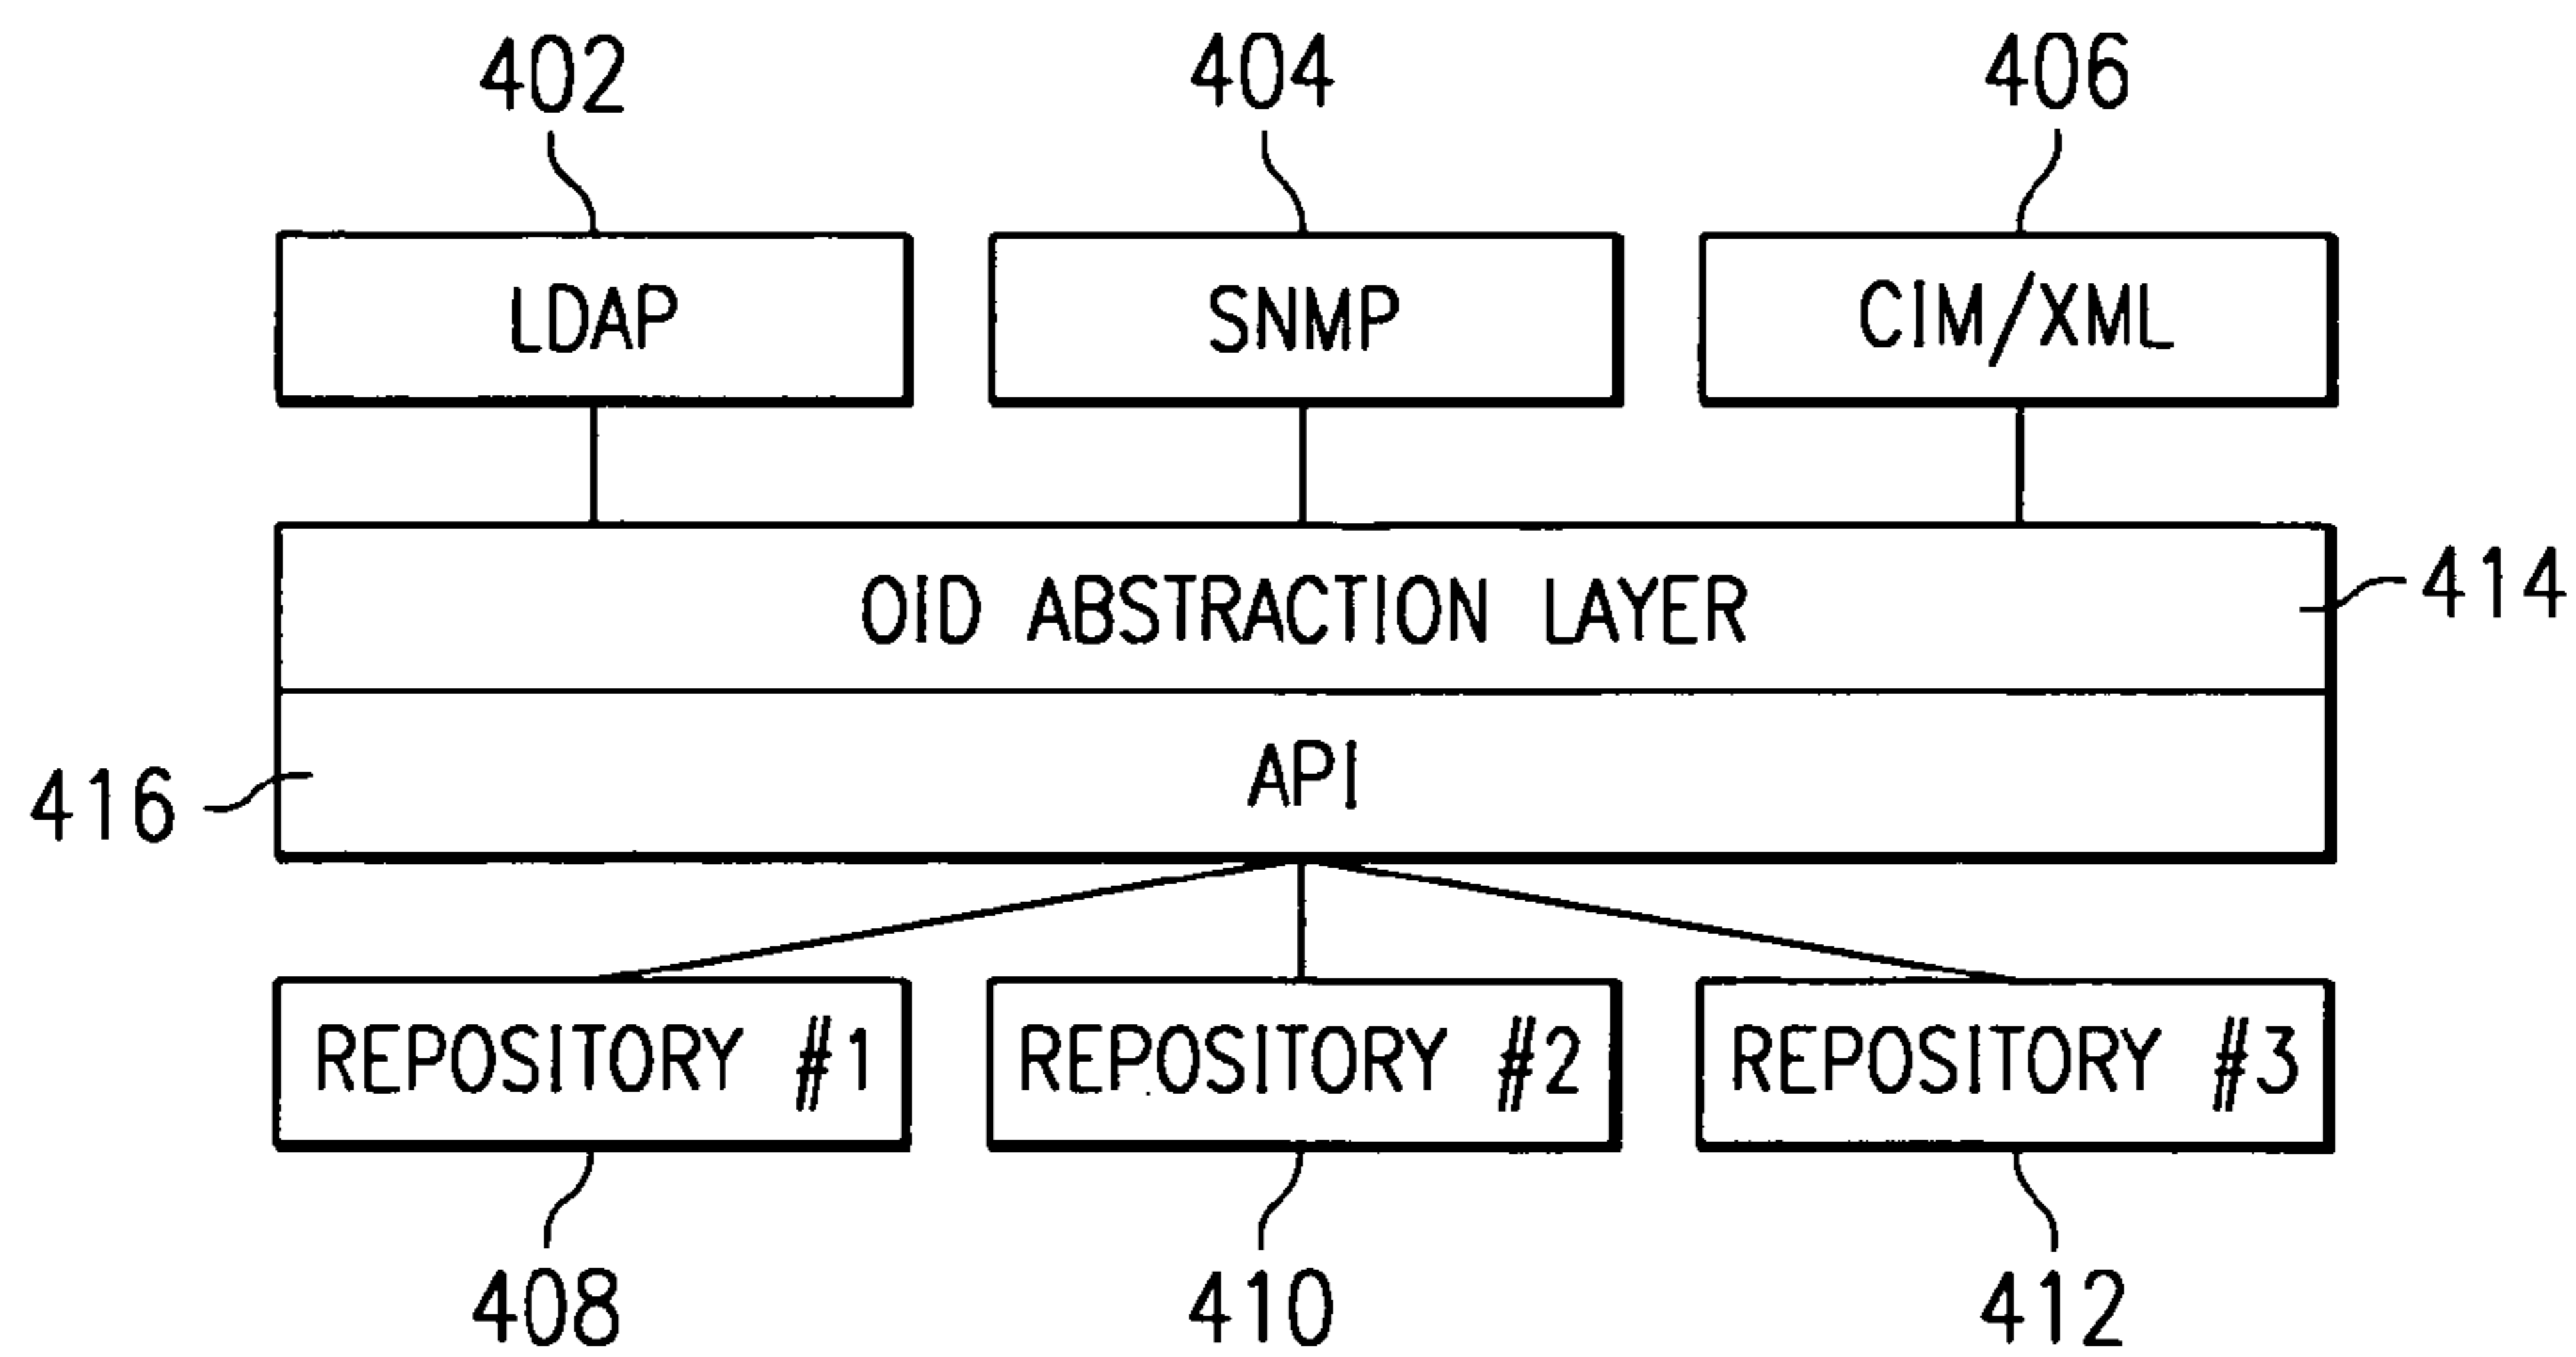 402 404 406
LDAP SNMP CIM/XML
OID ABSTRACTION LAYER
414
API
416
REPOSITORY #1 REPOSITORY #2 REPOSITORY #3
408 410 412